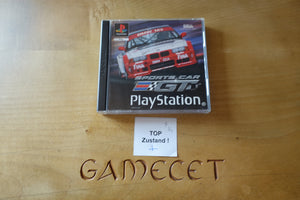 SPORTS CAR
GT
PlayStation
TOP
Zustand !
GAMECET